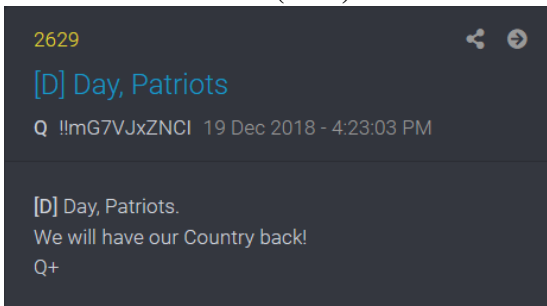 2629
[D] Day, Patriots
Q !!mG7VJxZNCI 19 Dec 2018 - 4:23:03 PM
[D] Day, Patriots.
We will have our Country back!
Q+